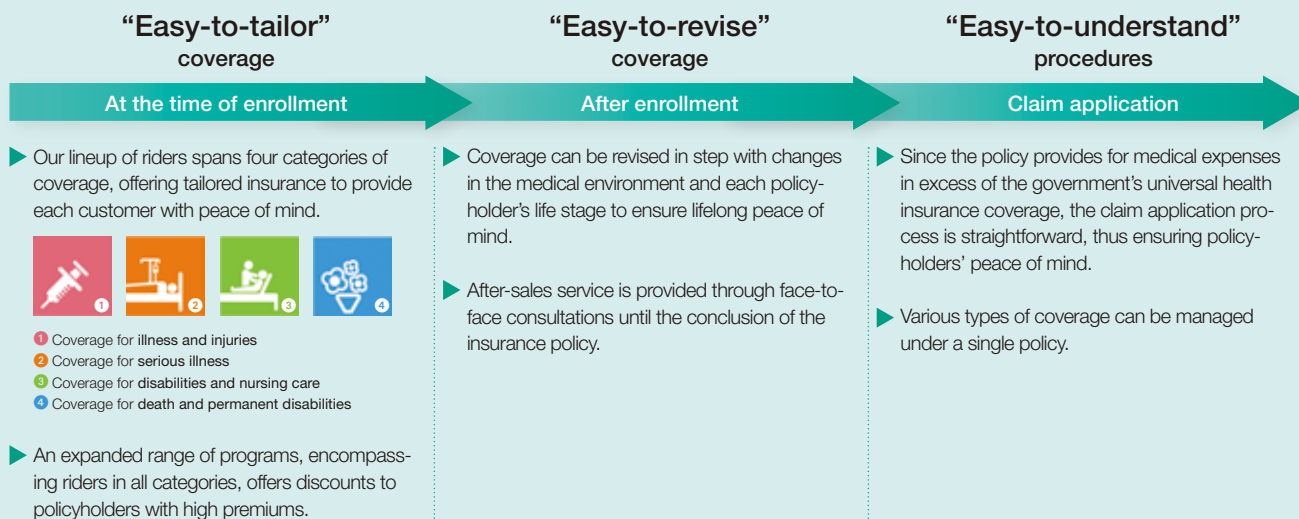 “Easy-to-tailor”
coverage
At the time of enrollment
Our lineup of riders spans four categories of
coverage, offering tailored insurance to provide
each customer with peace of mind.
1
2
3
4
1 Coverage for illness and injuries
2 Coverage for serious illness
3 Coverage for disabilities and nursing care
4 Coverage for death and permanent disabilities
An expanded range of programs, encompass-
ing riders in all categories, offers discounts to
policyholders with high premiums.
“Easy-to-revise”
coverage
After enrollment
Coverage can be revised in step with changes
in the medical environment and each policy-
holder’s life stage to ensure lifelong peace of
mind.
After-sales service is provided through face-to-
face consultations until the conclusion of the
insurance policy.
“Easy-to-understand”
procedures
Claim application
Since the policy provides for medical expenses
in excess of the government’s universal health
insurance coverage, the claim application pro-
cess is straightforward, thus ensuring policy-
holders’ peace of mind.
Various types of coverage can be managed
under a single policy.